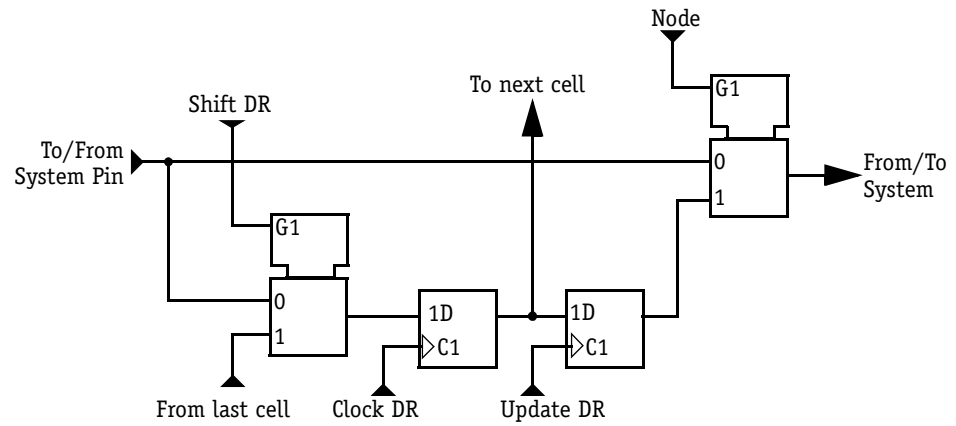 Node
G1
To next cell
Shift DR
To/From
System Pin
0
From/To
System
1
G1
0
1
1D
C1
1D
C1
From last cell
Clock DR
Update DR